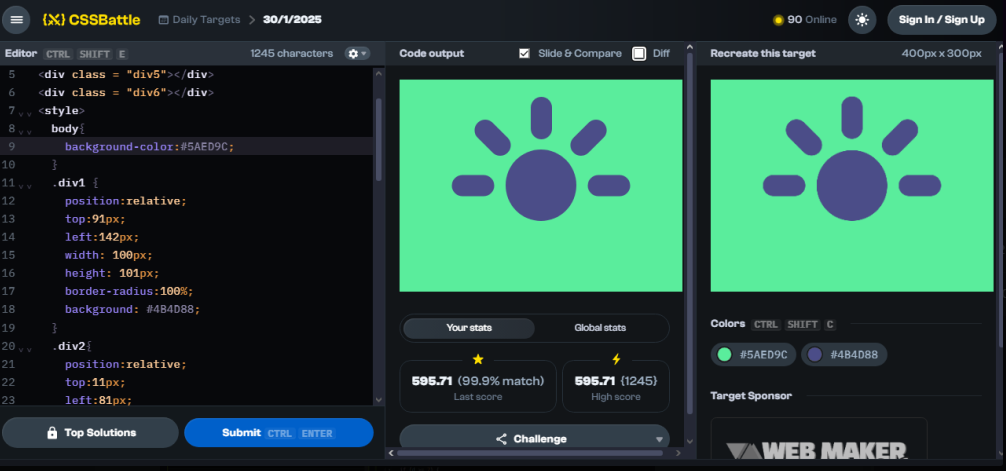 CSSBattle
Daily Targets > 30/1/2025
90 Online
Sign In / Sign Up
Editor CTRL SHIFT E
1245 characters
5 <div class = "div5"></div>
6 <div class = "div6"></div>
7 <style>
8 body{
9 background-color:#5AED9C;
10 }
11 .div1 {
12 position:relative;
13 top:91px;
14 left:142px;
15 width: 100px;
16 height: 101px;
17 border-radius:100%;
18 background: #4B4D88;
19 }
20 .div2{
21 position:relative;
22 top:11px;
23 left:81px;
Top Solutions
Submit CTRL ENTER
Code output
Slide & Compare
Diff
Your stats
Global stats
595.71 (99.9% match)
Last score
595.71 {1245}
High score
Challenge
Recreate this target
400px x 300px
Colors CTRL SHIFT C
#5AED9C
#4B4D88
Target Sponsor
WEB MAKER